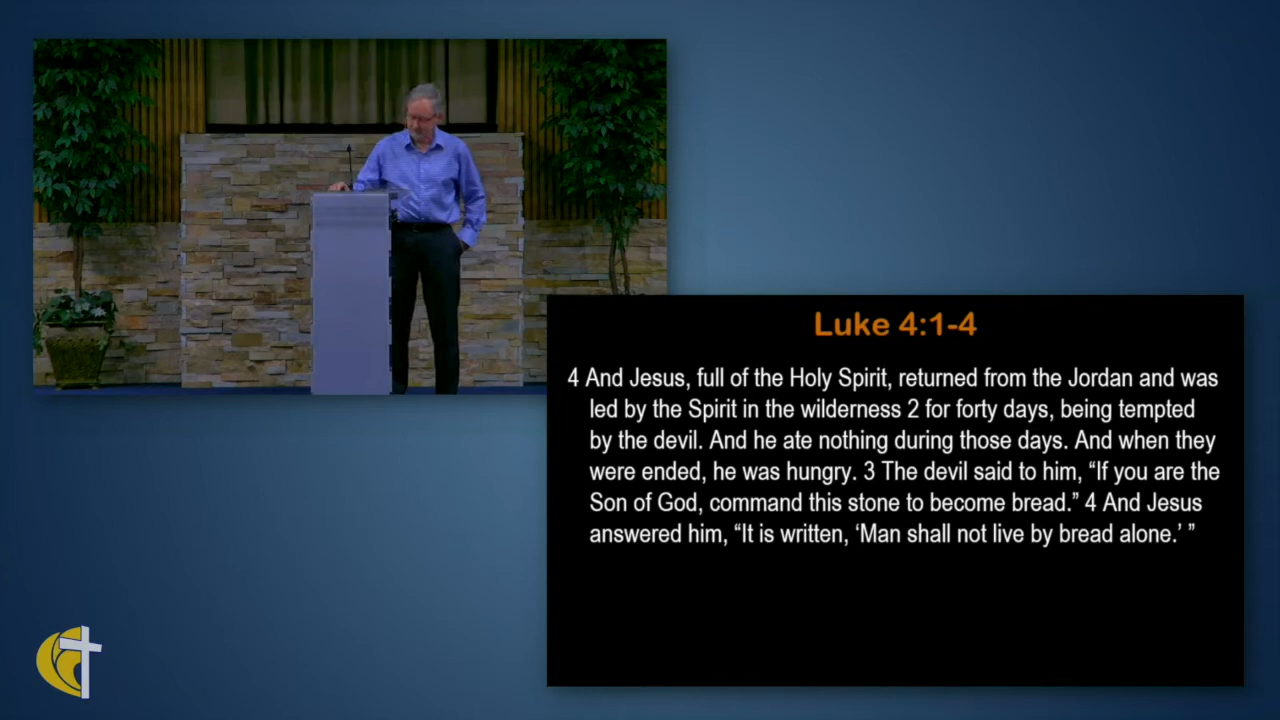 Luke 4:1-4
4 And Jesus, full of the Holy Spirit, returned from the Jordan and was
led by the Spirit in the wilderness 2 for forty days, being tempted
by the devil. And he ate nothing during those days. And when they
were ended, he was hungry. 3 The devil said to him, “If you are the
Son of God, command this stone to become bread.” 4 And Jesus
answered him, “It is written, ‘Man shall not live by bread alone.’ ”